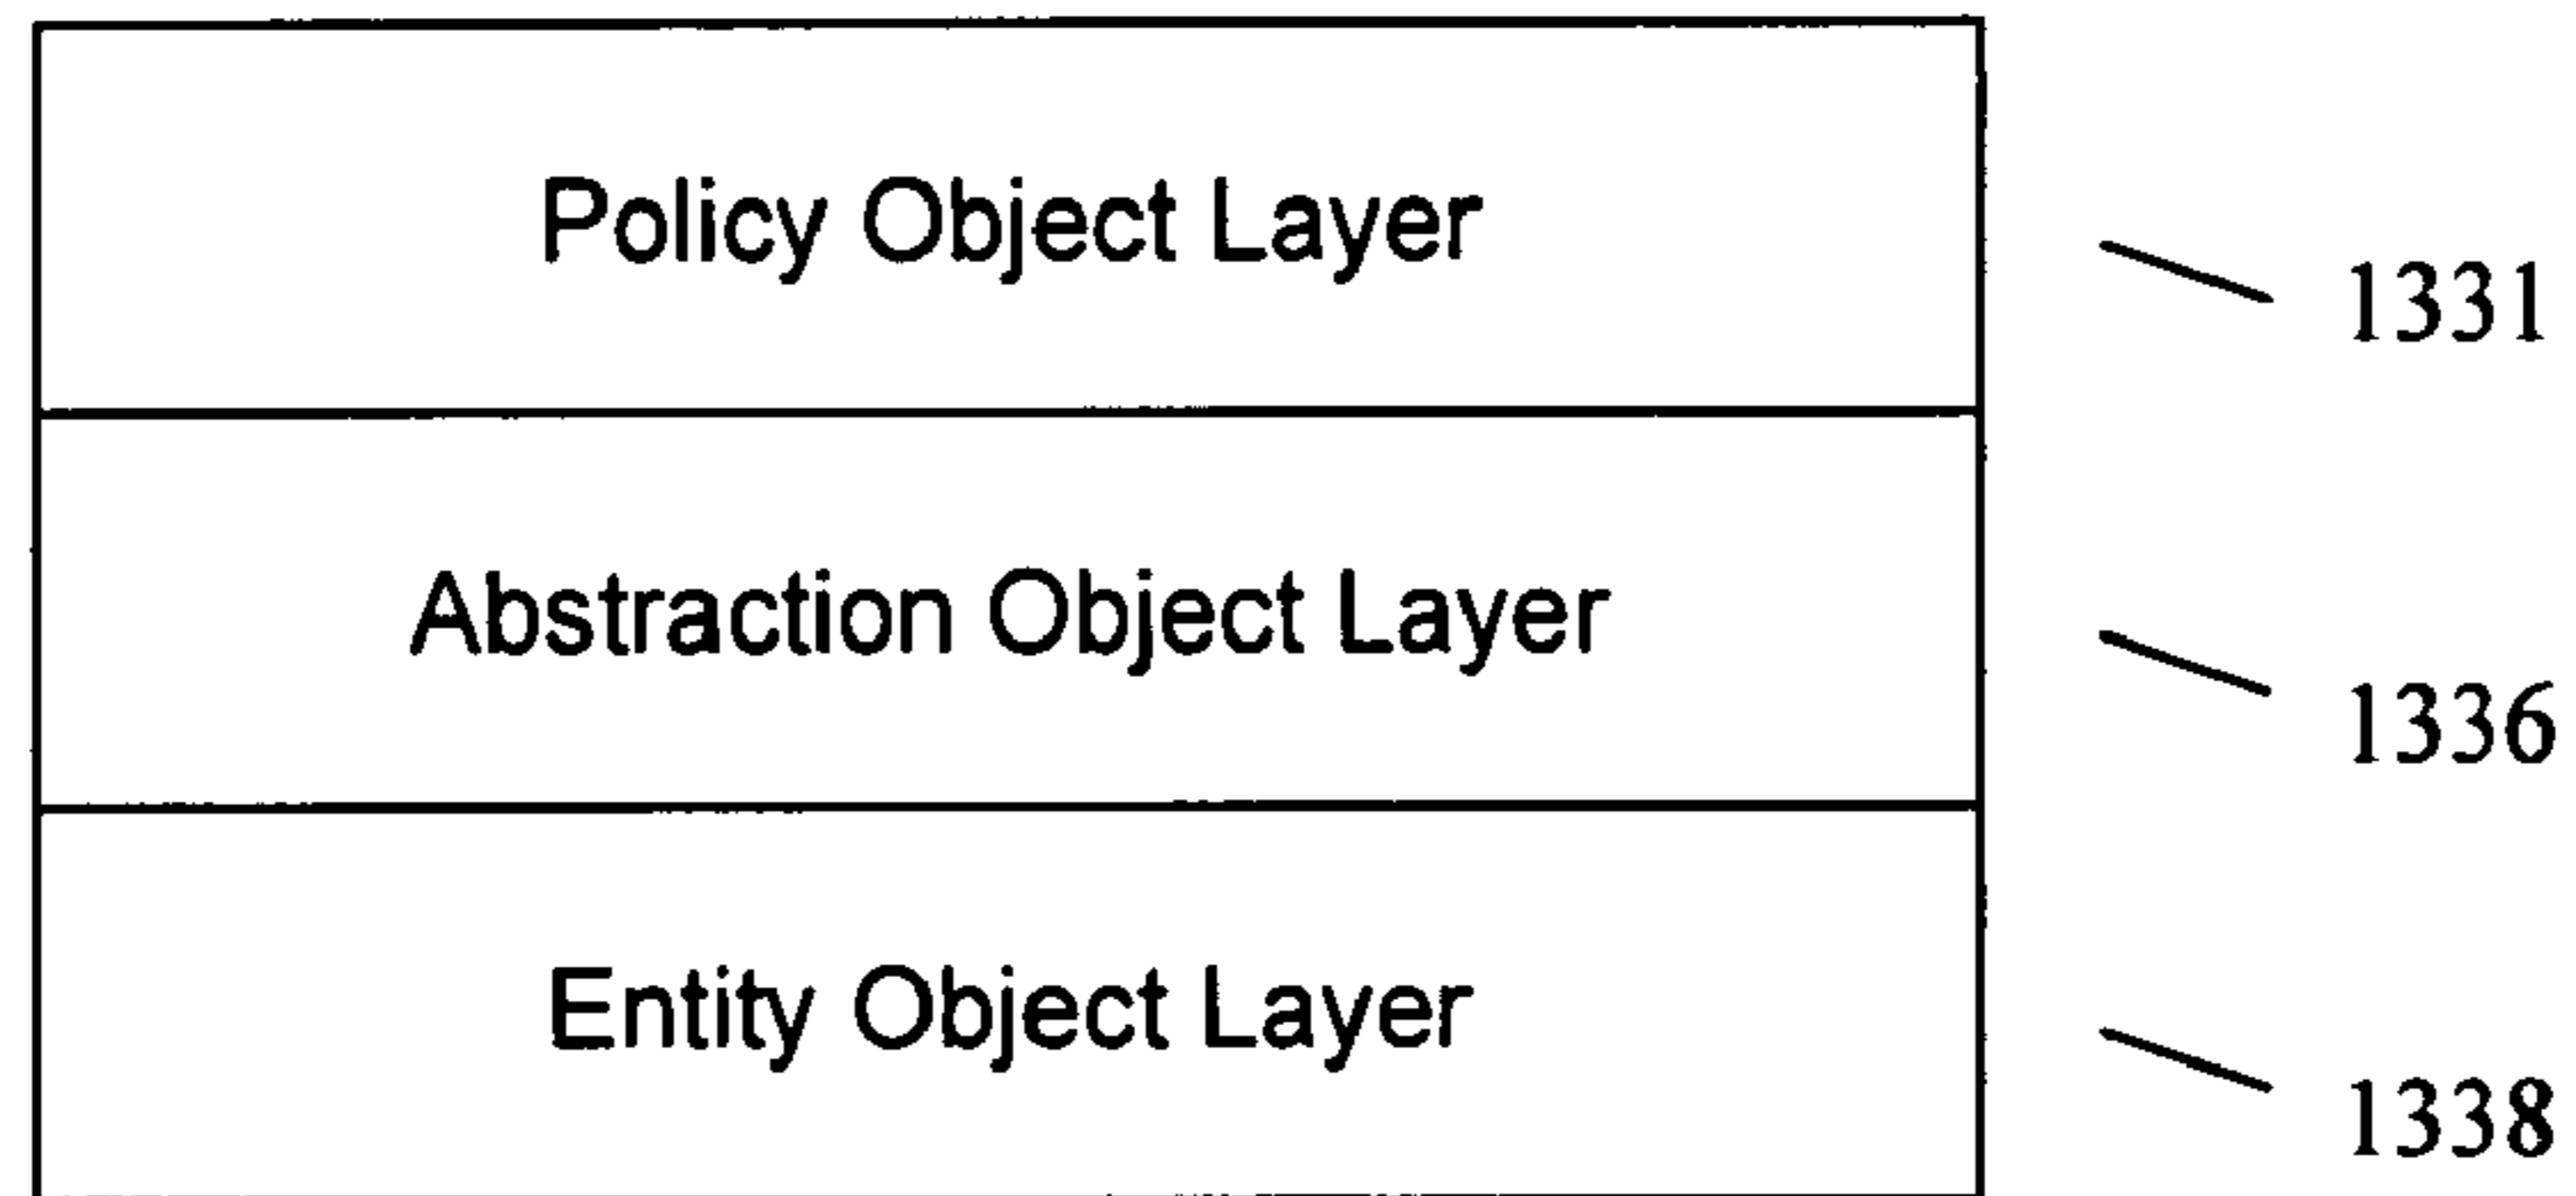 Policy Object Layer
1331
Abstraction Object Layer
1336
Entity Object Layer
1338